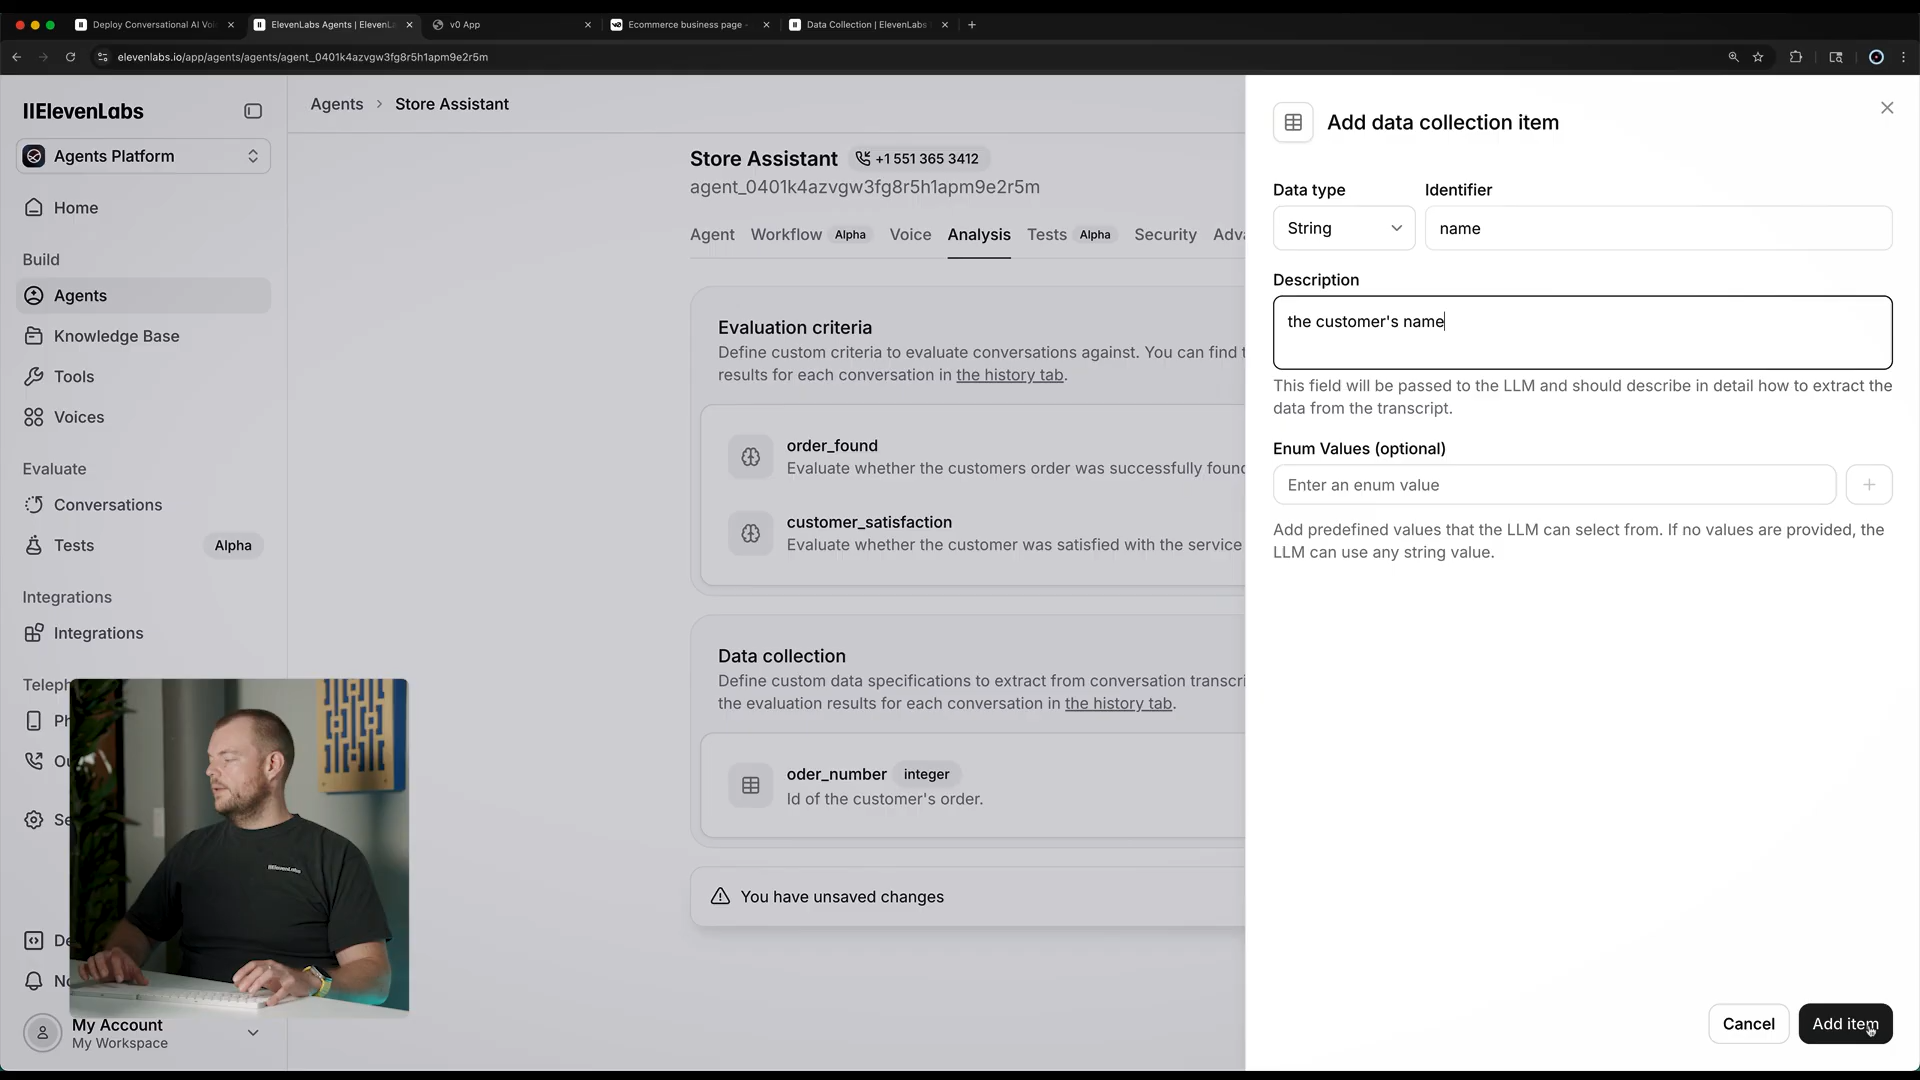 Deploy Conversational AI Voi
ElevenLabs Agents | ElevenLa
v0 App
Ecommerce business page -
Data Collection | ElevenLabs
elevenlabs.io/app/agents/agents/agent_0401k4azvgw3fg8r5h1apm9e2r5m
IIElevenLabs
Agents Platform
Home
Build
Agents
Knowledge Base
Tools
Voices
Evaluate
Conversations
Tests Alpha
Integrations
Integrations
Teleph
Ph
Ou
Se
De
No
My Account
My Workspace
Agents > Store Assistant
Store Assistant +1 551 365 3412
agent_0401k4azvgw3fg8r5h1apm9e2r5m
Agent Workflow Alpha Voice Analysis Tests Alpha Security Adva
Evaluation criteria
Define custom criteria to evaluate conversations against. You can find t
results for each conversation in the history tab.
order_found
Evaluate whether the customers order was successfully found
customer_satisfaction
Evaluate whether the customer was satisfied with the service
Data collection
Define custom data specifications to extract from conversation transcri
the evaluation results for each conversation in the history tab.
oder_number integer
Id of the customer's order.
You have unsaved changes
IIElevenLabs
Add data collection item
Data type Identifier
String name
Description
the customer's name
This field will be passed to the LLM and should describe in detail how to extract the
data from the transcript.
Enum Values (optional)
Enter an enum value
Add predefined values that the LLM can select from. If no values are provided, the
LLM can use any string value.
Cancel Add item